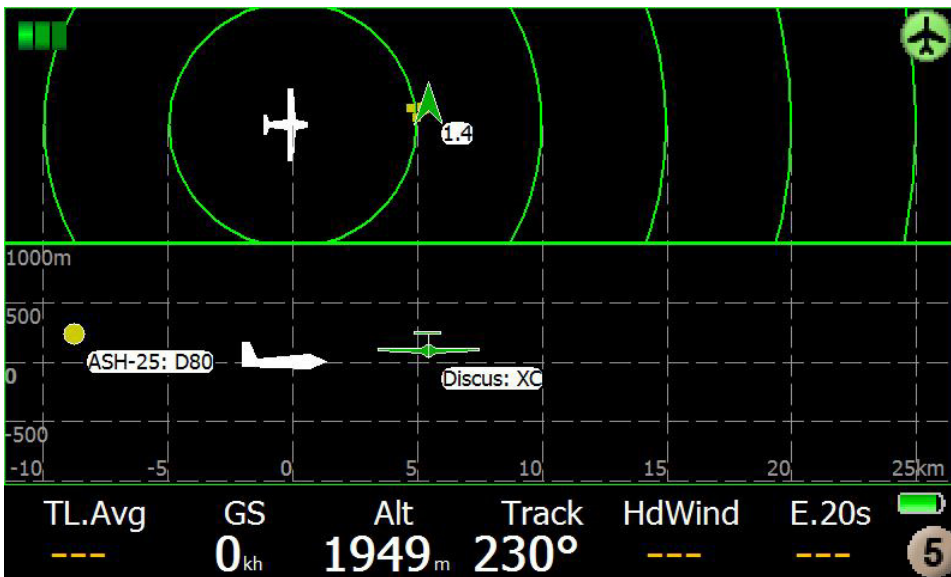 1.4
1000m
500
ASH-25: D80
0
Discus: XC
-500
-10 -5 0 5 10 15 20 25km
TL.Avg GS Alt Track HdWind E.20s
--- 0kh 1949m 230° --- ---
5